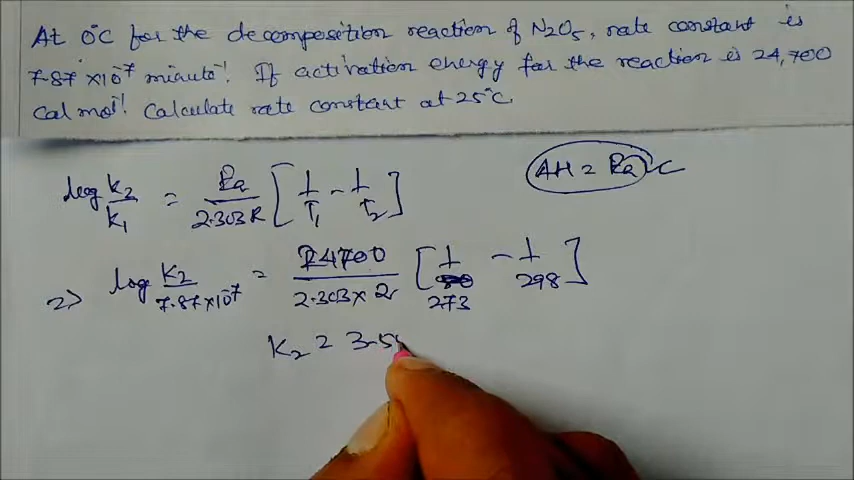 At 0°C for the decomposition reaction of N₂O₅, rate constant is
7.87 ×10⁻⁷ minute⁻¹. If activation energy for the reaction is 24,700
Cal mol⁻¹. Calculate rate constant at 25°C.
log K₂/K₁ = Ea/2.303R [1/T₁ - 1/T₂]
ΔH = Ea
=> log K₂/7.87×10⁻⁷ = 24700/2.303×2 [1/273 - 1/298]
K₂ = 3.5